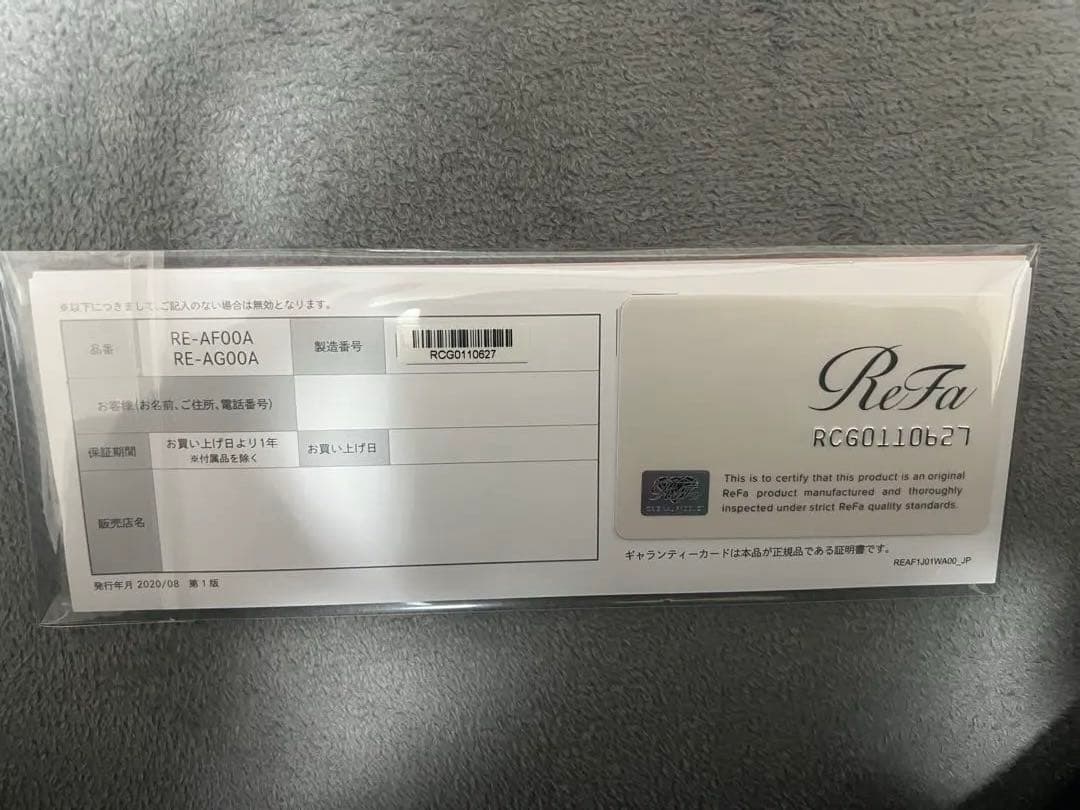 ※以下につきまして、ご記入のない場合は無効となります。
品番
RE-AF00A
RE-AG00A
製造番号
RCG0110627
お客様(お名前、ご住所、電話番号)
保証期間
お買い上げ日より1年
※付属品を除く
お買い上げ日
販売店名
発行年月 2020/08 第1版
ReFa
RCG0110627
This is to certify that this product is an original
ReFa product manufactured and thoroughly
inspected under strict ReFa quality standards.
ギャランティーカードは本品が正規品である証明書です。
REAF1J01WA00_JP